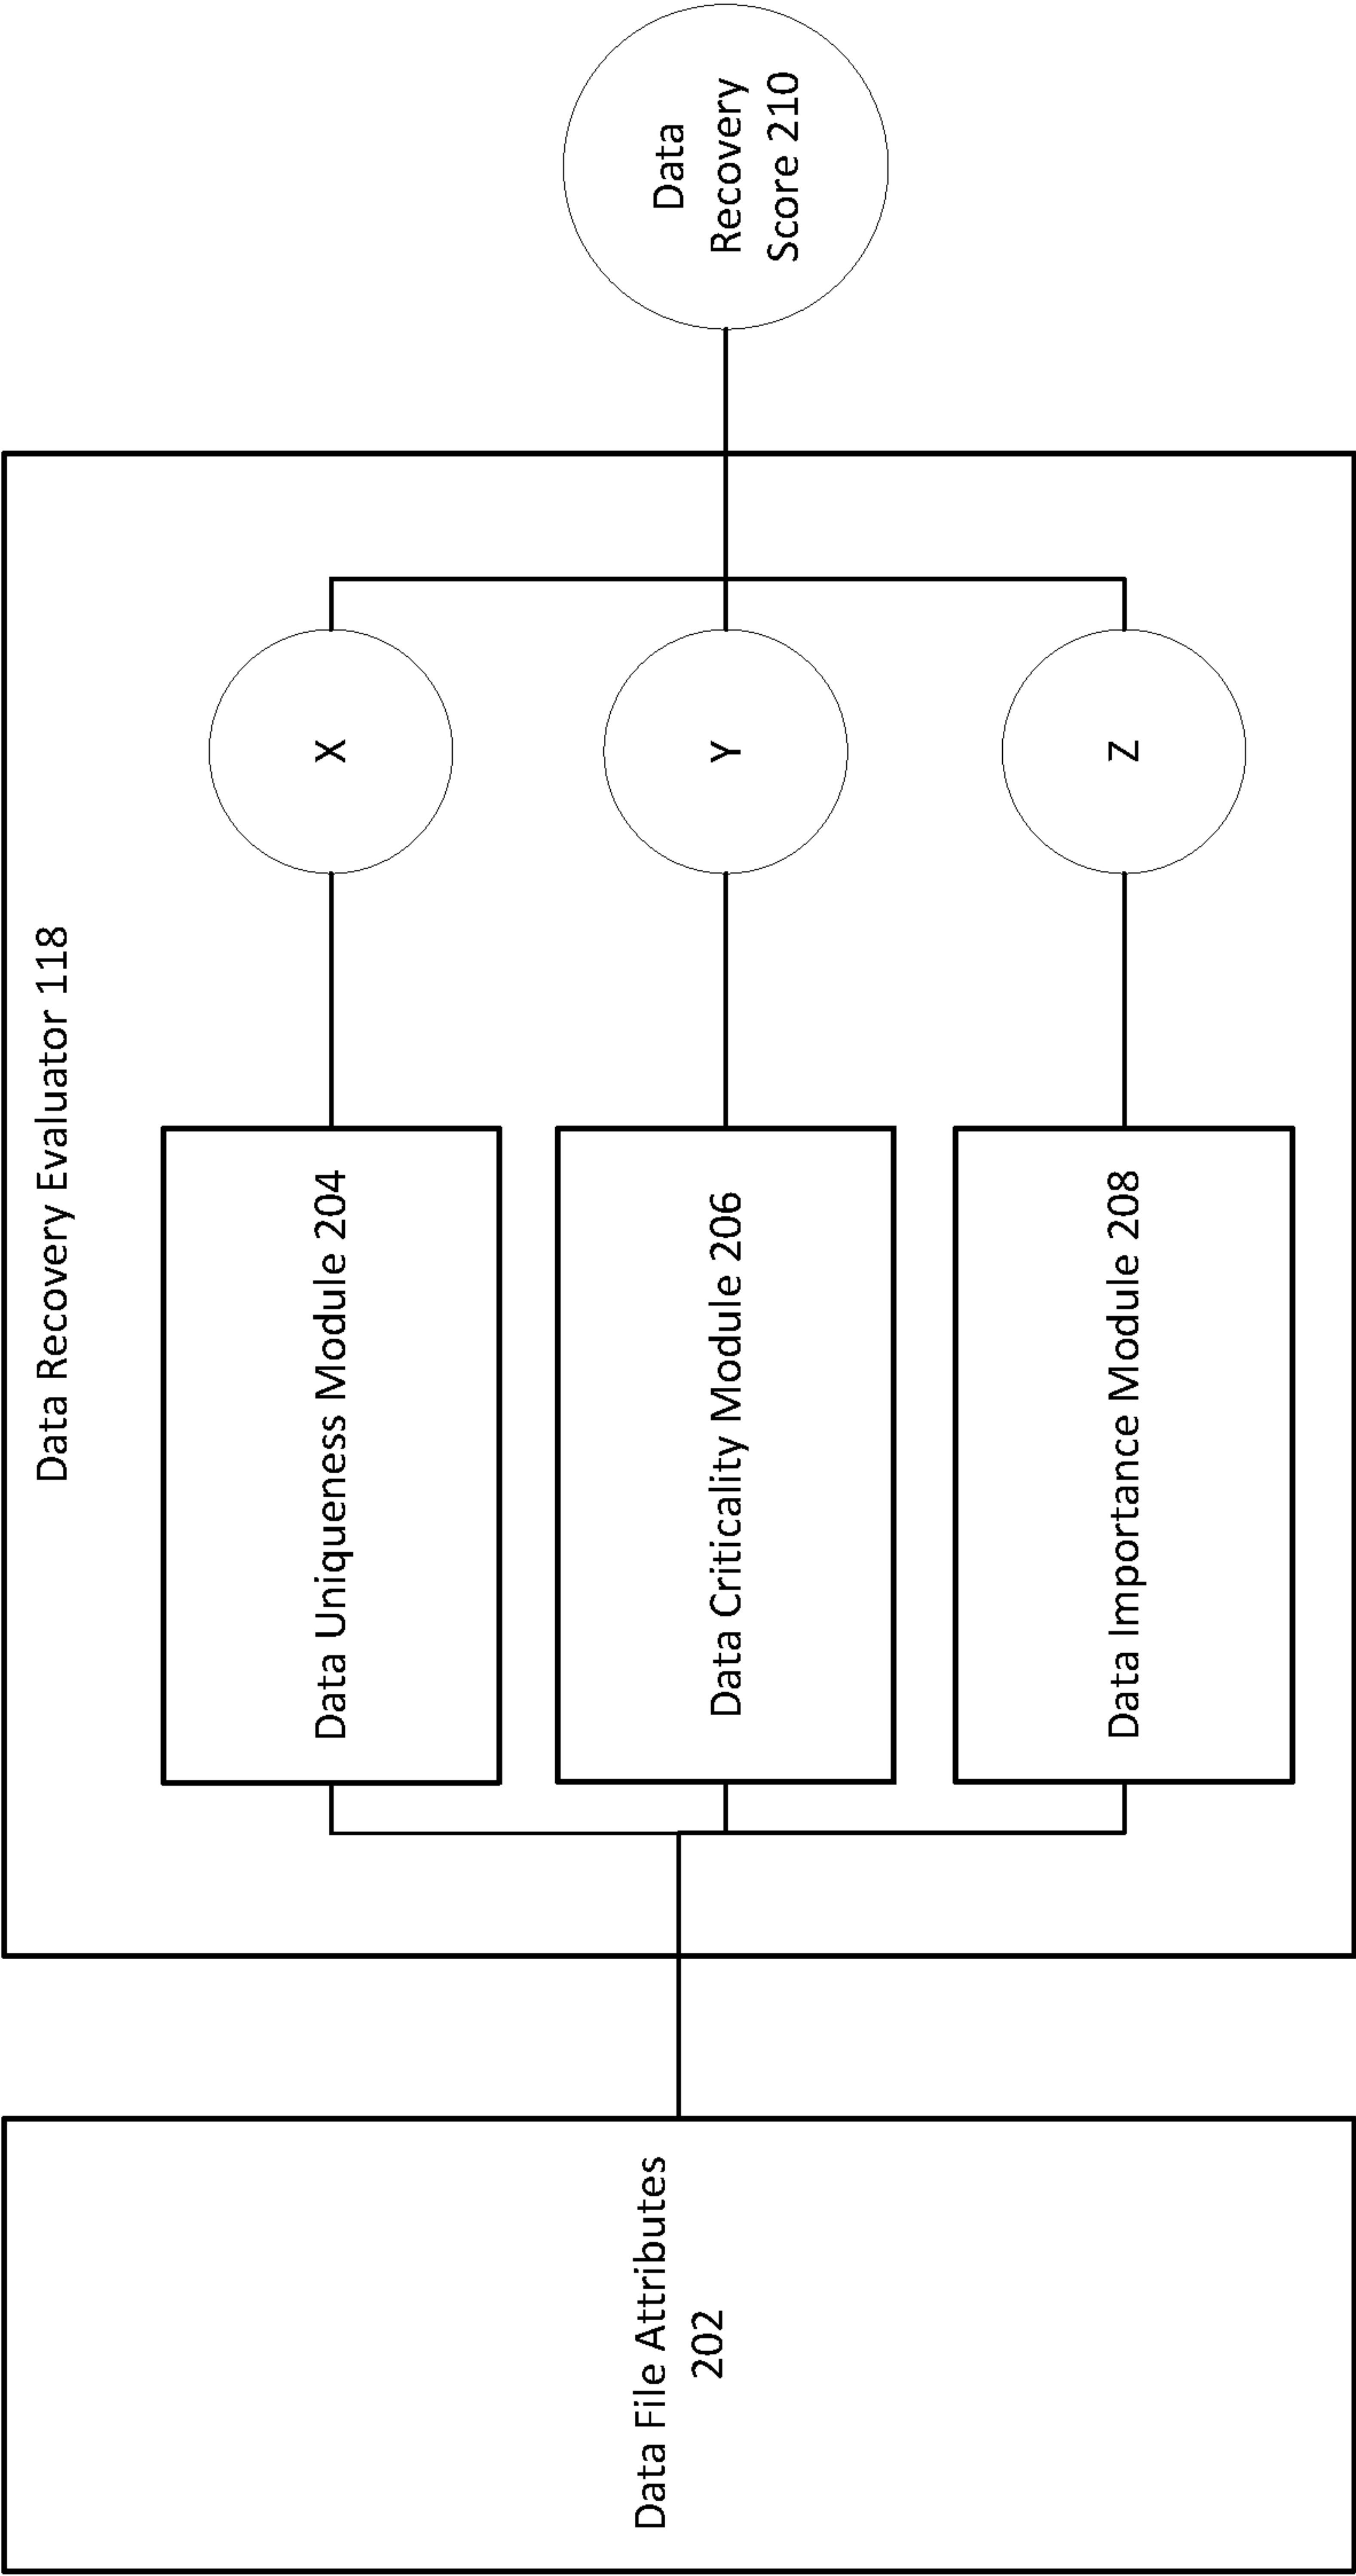 Data File Attributes
202
Data Recovery Evaluator 118
Data Uniqueness Module 204
X
Data Criticality Module 206
Y
Data Importance Module 208
Z
Data
Recovery
Score 210